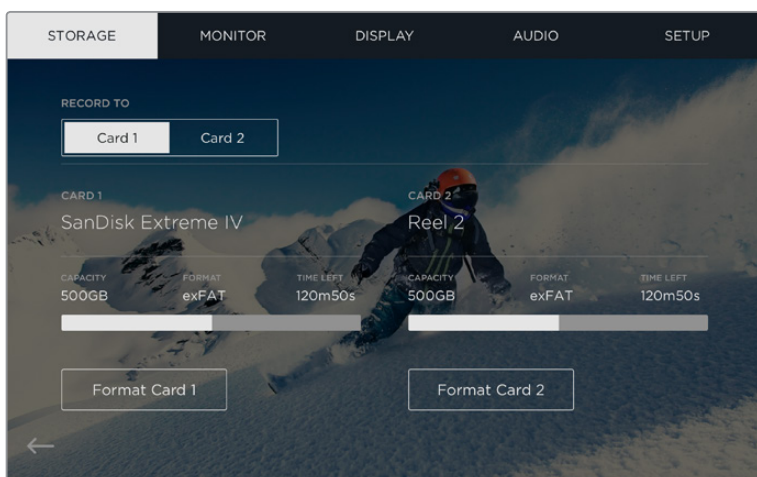 STORAGE MONITOR DISPLAY AUDIO SETUP
RECORD TO
Card 1 Card 2
CARD 1 CARD 2
SanDisk Extreme IV Reel 2
CAPACITY FORMAT TIME LEFT CAPACITY FORMAT TIME LEFT
500GB exFAT 120m50s 500GB exFAT 120m50s
Format Card 1 Format Card 2